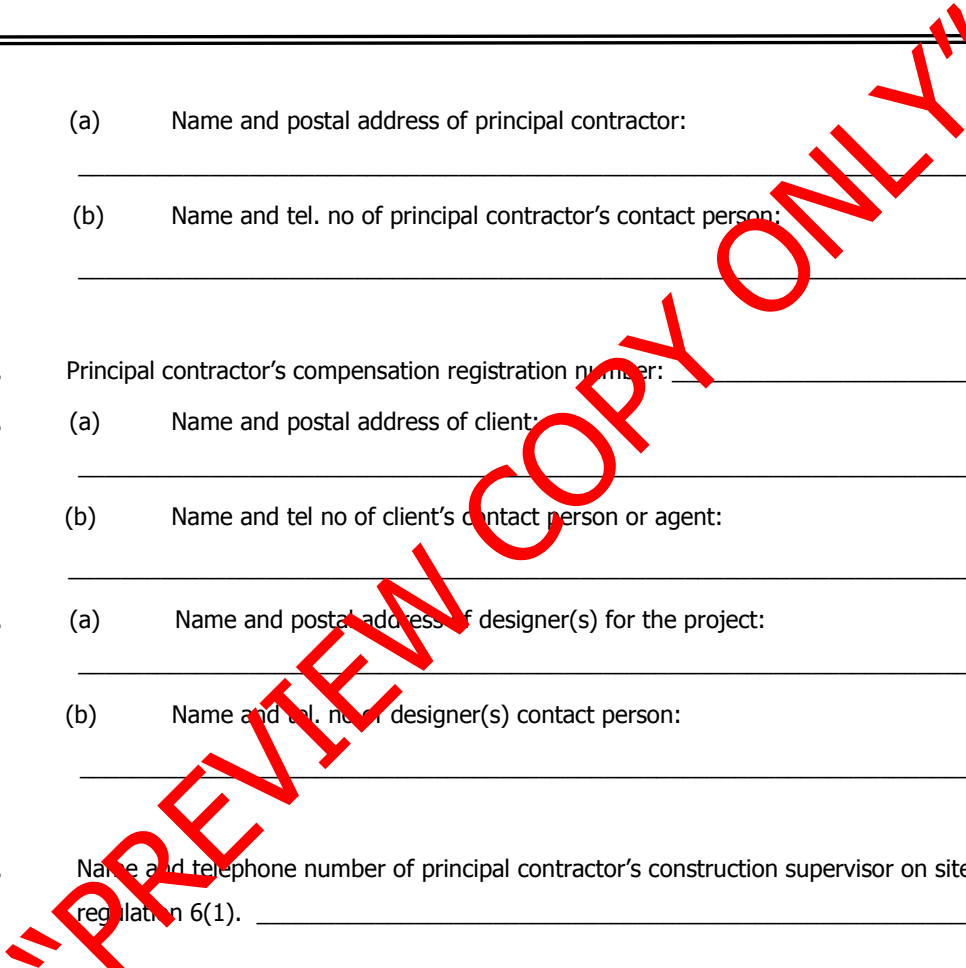 (a) Name and postal address of principal contractor:
(b) Name and tel. no of principal contractor's contact person:
Principal contractor's compensation registration number:
(a) Name and postal address of client:
(b) Name and tel no of client's contact person or agent:
(a) Name and postal address of designer(s) for the project:
(b) Name and tel. no of designer(s) contact person:
Name and telephone number of principal contractor's construction supervisor on site
regulation 6(1).
"PREVIEW COPY ONLY"